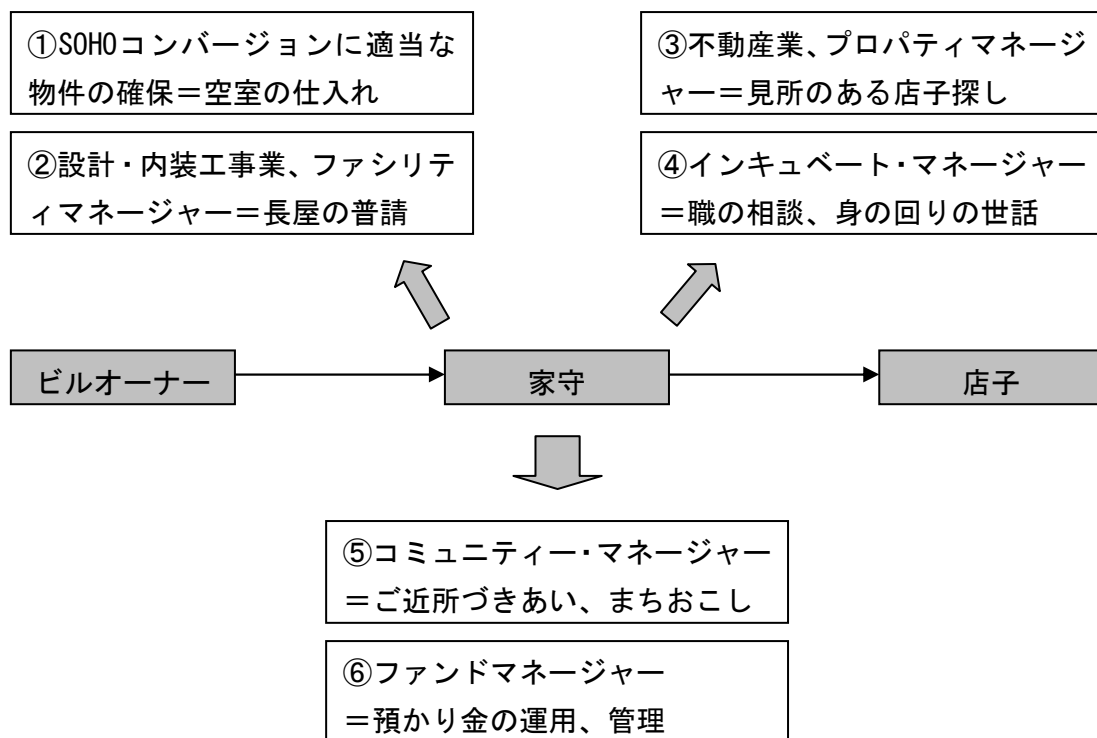 ①SOHOコンバージョンに適当な
物件の確保＝空室の仕入れ
②設計・内装工事業、ファシリテ
ィマネージャー＝長屋の普請
③不動産業、プロパティマネージ
ャー＝見所のある店子探し
④インキュベート・マネージャー
＝職の相談、身の回りの世話
ビルオーナー
家守
店子
⑤コミュニティー・マネージャー
＝ご近所づきあい、まちおこし
⑥ファンドマネージャー
＝預かり金の運用、管理